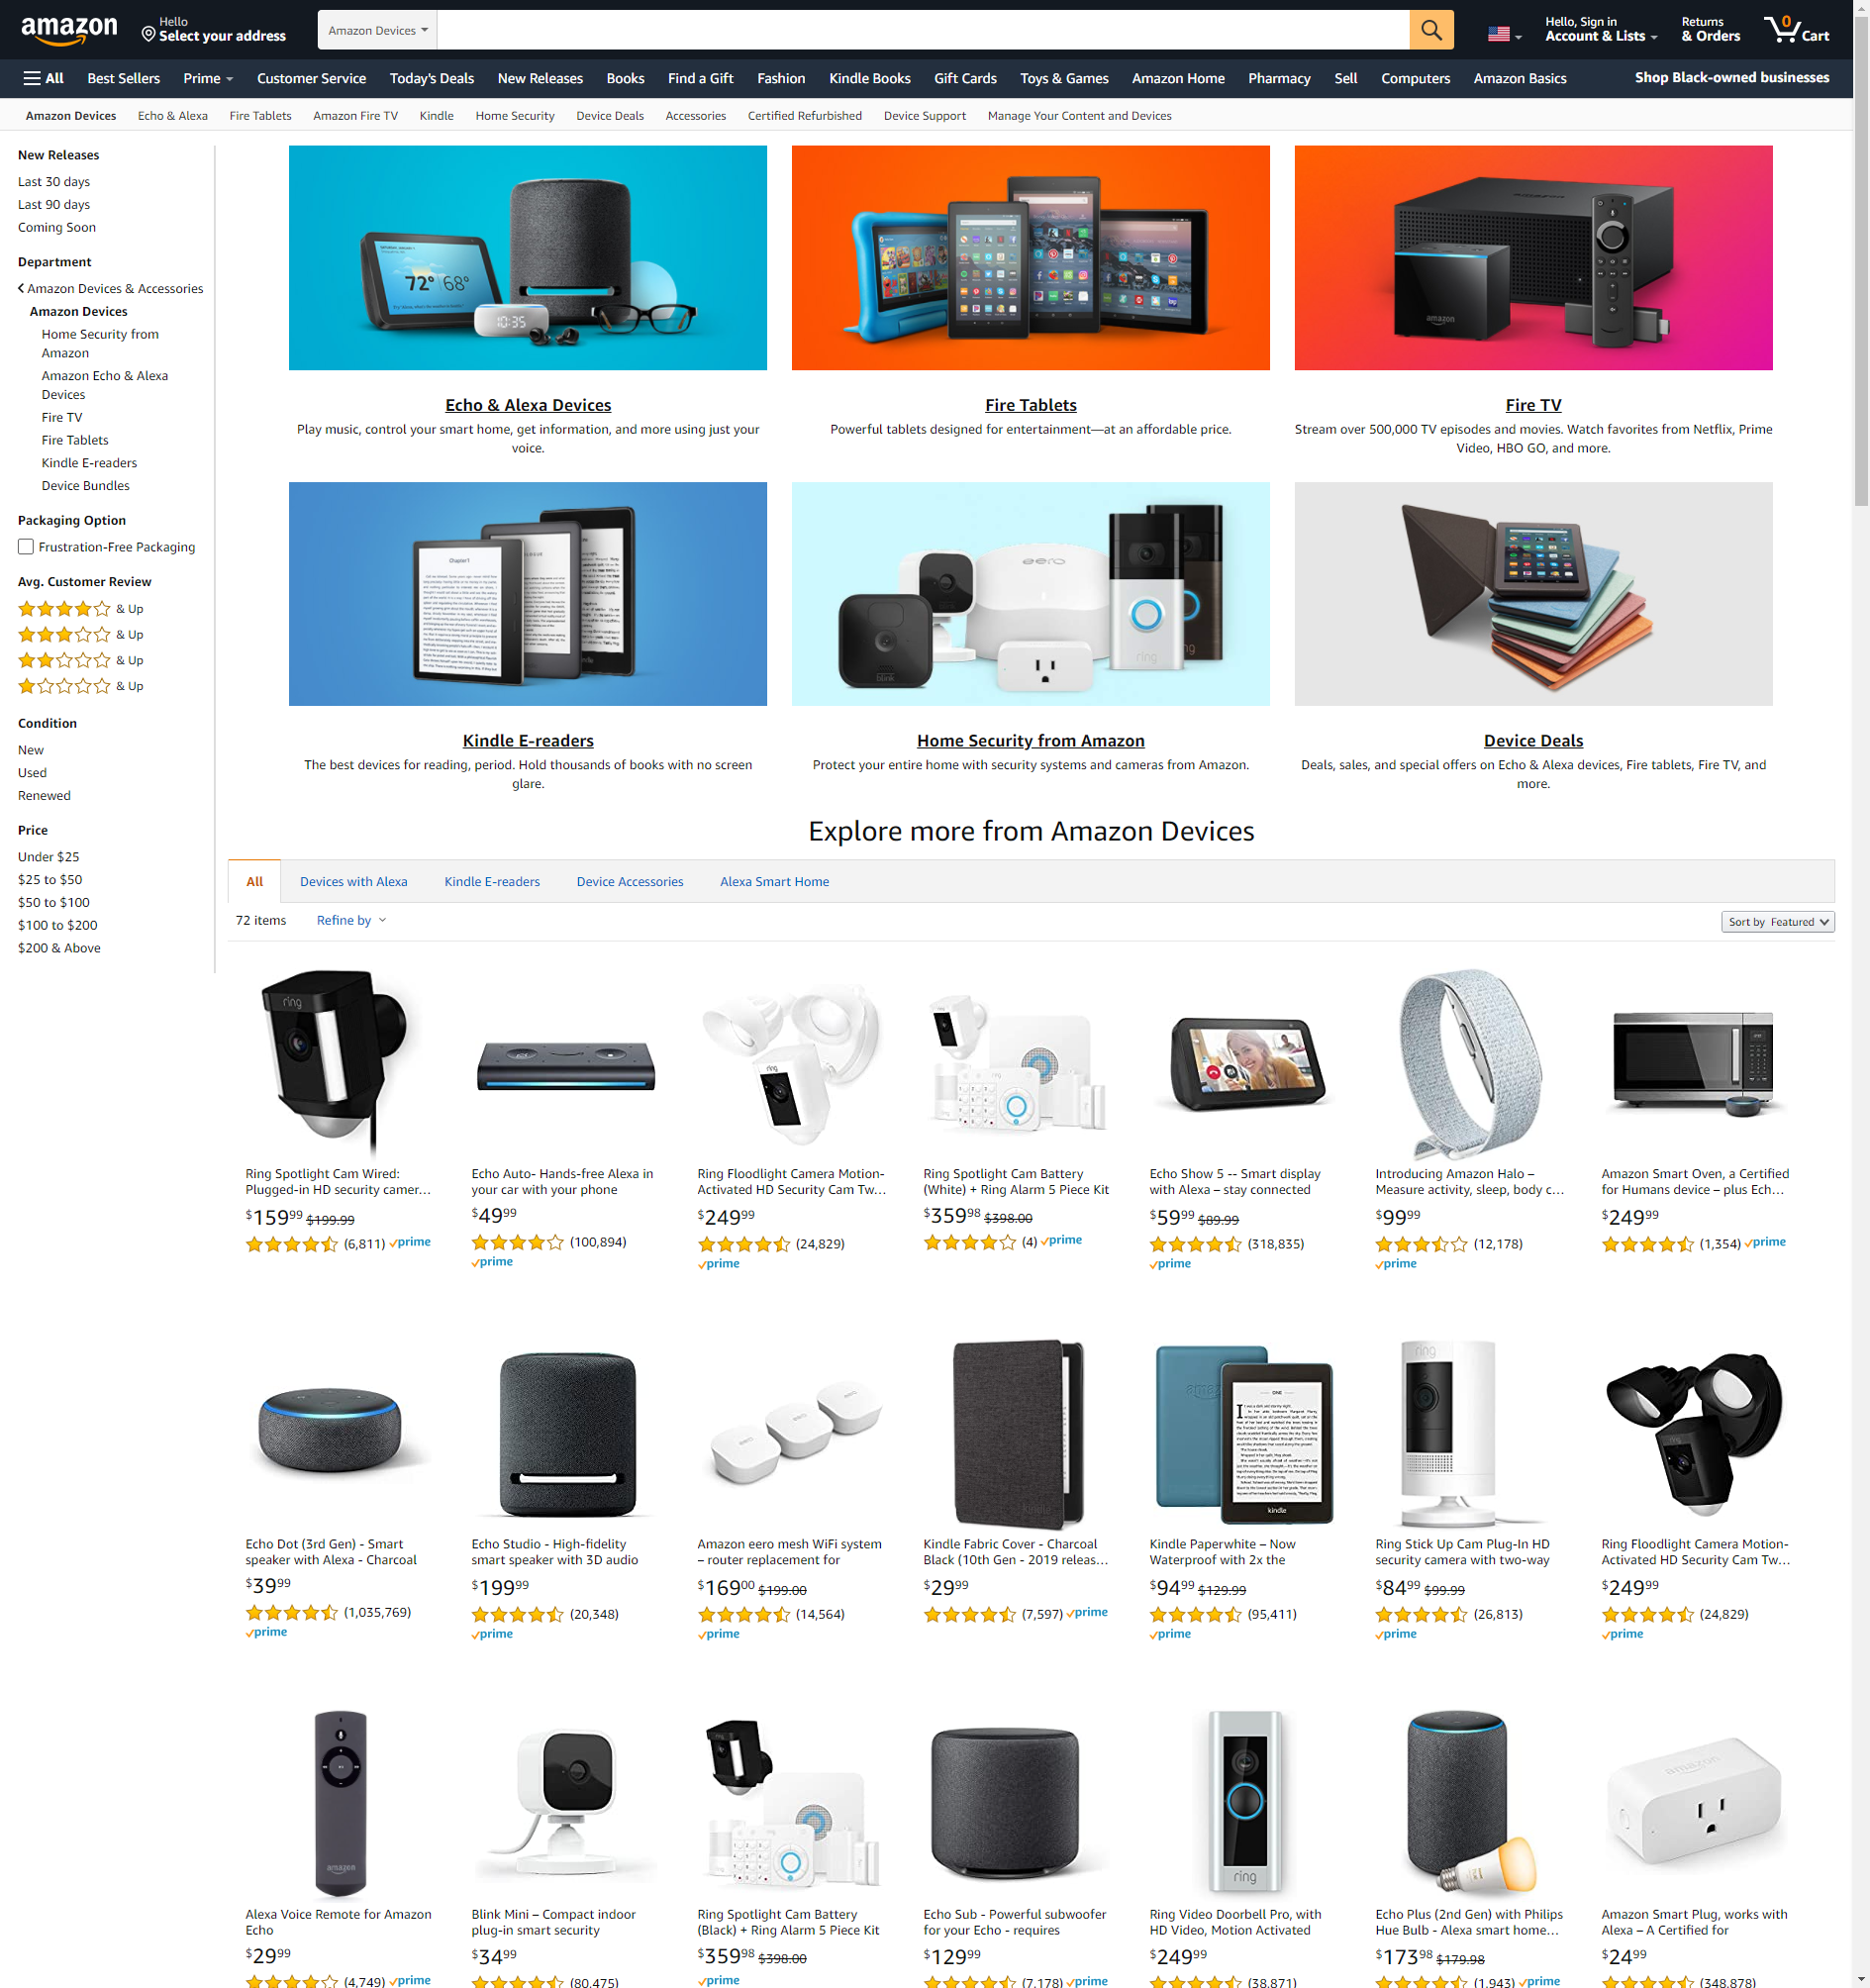 amazon
Hello
Select your address
Amazon Devices
Hello, Sign in
Account & Lists
Returns
& Orders
0
Cart
All
Best Sellers
Prime
Customer Service
Today's Deals
New Releases
Books
Find a Gift
Fashion
Kindle Books
Gift Cards
Toys & Games
Amazon Home
Pharmacy
Sell
Computers
Amazon Basics
Shop Black-owned businesses
Amazon Devices
Echo & Alexa
Fire Tablets
Amazon Fire TV
Kindle
Home Security
Device Deals
Accessories
Certified Refurbished
Device Support
Manage Your Content and Devices
New Releases
Last 30 days
Last 90 days
Coming Soon
Department
Amazon Devices & Accessories
Amazon Devices
Home Security from
Amazon
Amazon Echo & Alexa
Devices
Fire TV
Fire Tablets
Kindle E-readers
Device Bundles
Packaging Option
Frustration-Free Packaging
Avg. Customer Review
& Up
& Up
& Up
& Up
Condition
New
Used
Renewed
Price
Under $25
$25 to $50
$50 to $100
$100 to $200
$200 & Above
72° 68°
10:35
amazon
Echo & Alexa Devices
Play music, control your smart home, get information, and more using just your
voice.
Fire Tablets
Powerful tablets designed for entertainment—at an affordable price.
Fire TV
Stream over 500,000 TV episodes and movies. Watch favorites from Netflix, Prime
Video, HBO GO, and more.
Chapter 1
eero
blink
ring
Kindle E-readers
The best devices for reading, period. Hold thousands of books with no screen
glare.
Home Security from Amazon
Protect your entire home with security systems and cameras from Amazon.
Device Deals
Deals, sales, and special offers on Echo & Alexa devices, Fire tablets, Fire TV, and
more.
Explore more from Amazon Devices
All
Devices with Alexa
Kindle E-readers
Device Accessories
Alexa Smart Home
72 items
Refine by
Sort by Featured
ring
Ring Spotlight Cam Wired:
Plugged-in HD security camer...
$159.99 $199.99
(6,811) prime
Echo Auto- Hands-free Alexa in
your car with your phone
$49.99
(100,894)
prime
ring
Ring Floodlight Camera Motion-
Activated HD Security Cam Tw...
$249.99
(24,829)
prime
Ring Spotlight Cam Battery
(White) + Ring Alarm 5 Piece Kit
$359.98 $398.00
(4) prime
Echo Show 5 -- Smart display
with Alexa – stay connected
$59.99 $89.99
(318,835)
prime
Introducing Amazon Halo –
Measure activity, sleep, body c...
$99.99
(12,178)
prime
Amazon Smart Oven, a Certified
for Humans device – plus Ech...
$249.99
(1,354) prime
Echo Dot (3rd Gen) - Smart
speaker with Alexa - Charcoal
$39.99
(1,035,769)
prime
Echo Studio - High-fidelity
smart speaker with 3D audio
$199.99
(20,348)
prime
eero
eero
eero
Amazon eero mesh WiFi system
– router replacement for
$169.00 $199.00
(14,564)
prime
Kindle Fabric Cover - Charcoal
Black (10th Gen - 2019 releas...
$29.99
(7,597) prime
ONE
kindle
Kindle Paperwhite – Now
Waterproof with 2x the
$94.99 $129.99
(95,411)
prime
ring
Ring Stick Up Cam Plug-In HD
security camera with two-way
$84.99 $99.99
(26,813)
prime
Ring Floodlight Camera Motion-
Activated HD Security Cam Tw...
$249.99
(24,829)
prime
amazon
Alexa Voice Remote for Amazon
Echo
$29.99
(4,749) prime
Blink Mini – Compact indoor
plug-in smart security
$34.99
(80,475)
Ring Spotlight Cam Battery
(Black) + Ring Alarm 5 Piece Kit
$359.98 $398.00
prime
Echo Sub - Powerful subwoofer
for your Echo - requires
$129.99
(7,178) prime
ring
Ring Video Doorbell Pro, with
HD Video, Motion Activated
$249.99
(38,871)
Echo Plus (2nd Gen) with Philips
Hue Bulb - Alexa smart home...
$173.98 $179.98
(1,943) prime
amazon
Amazon Smart Plug, works with
Alexa – A Certified for
$24.99
(348,878)